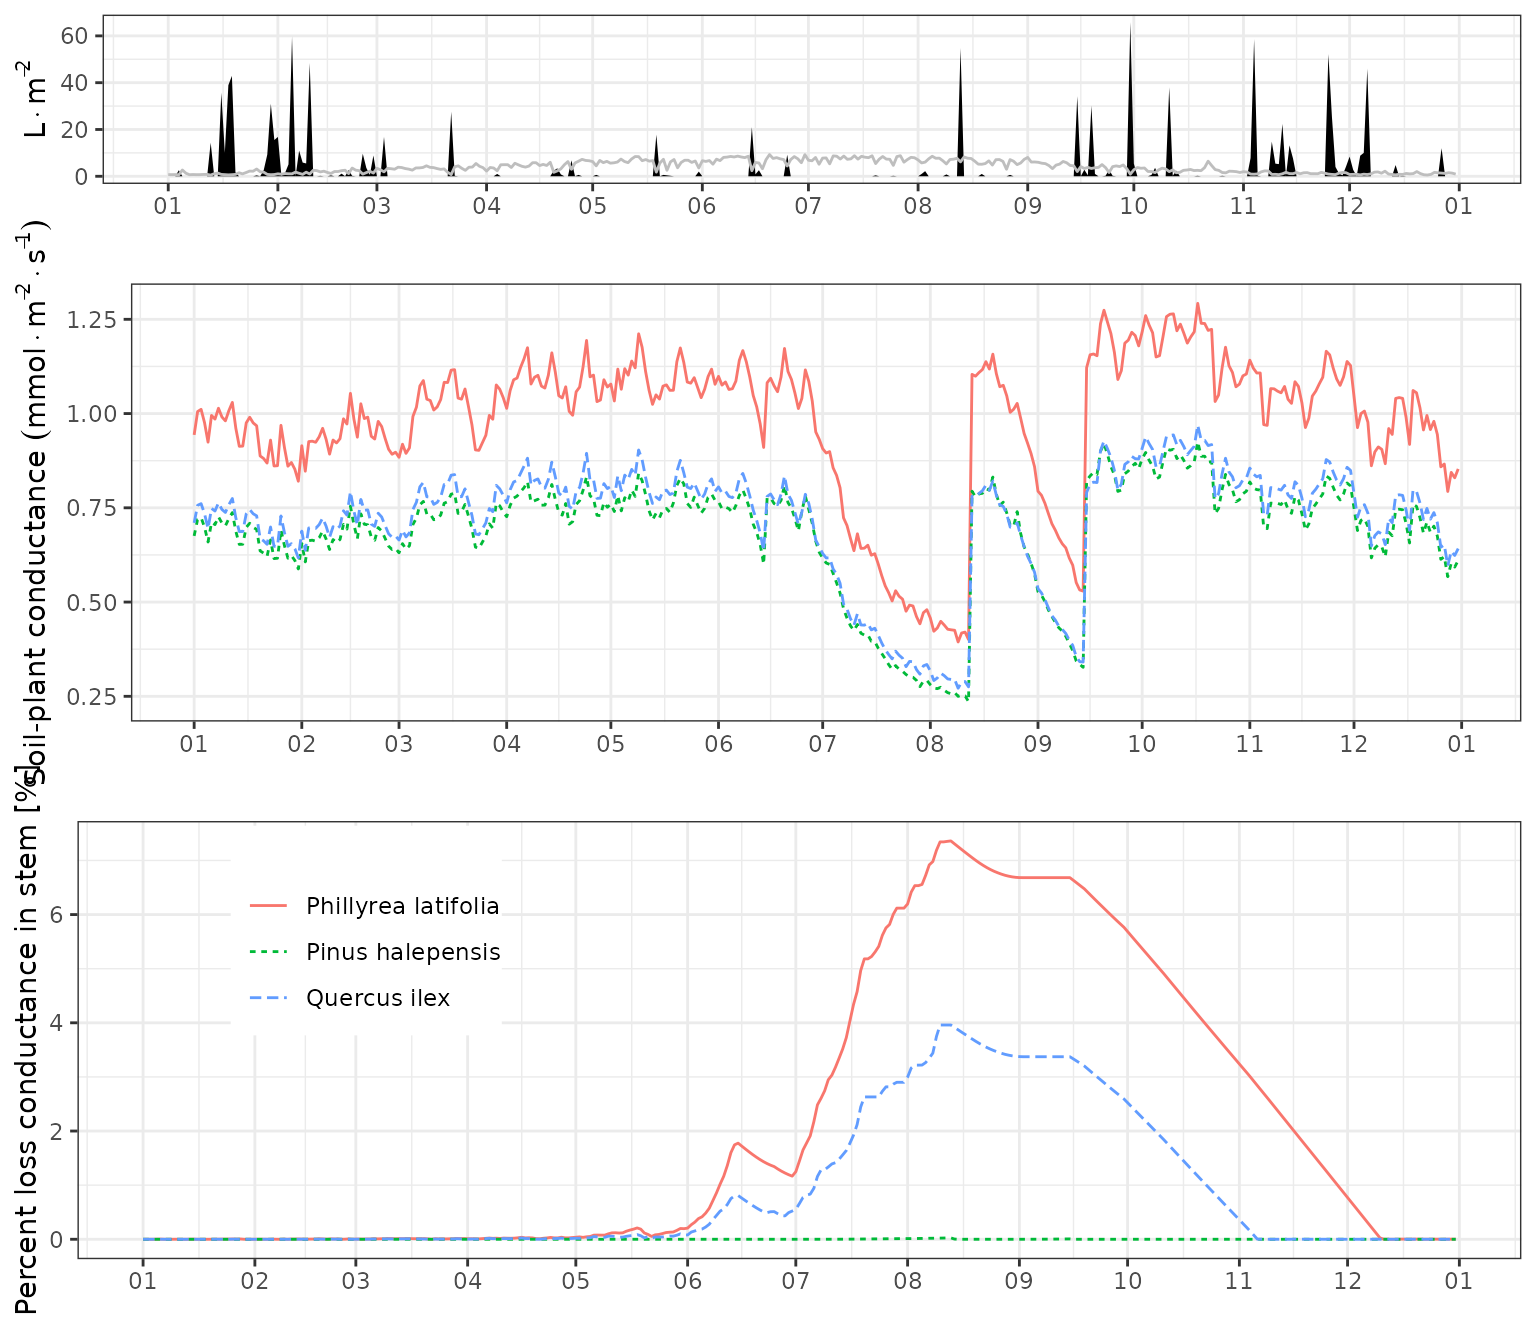 L·m⁻²
60
40
20
0
01 02 03 04 05 06 07 08 09 10 11 12 01
Soil-plant conductance (mmol·m⁻²·s⁻¹)
1.25
1.00
0.75
0.50
0.25
01 02 03 04 05 06 07 08 09 10 11 12 01
Percent loss conductance in stem [%]
6
4
2
0
Phillyrea latifolia
Pinus halepensis
Quercus ilex
01 02 03 04 05 06 07 08 09 10 11 12 01